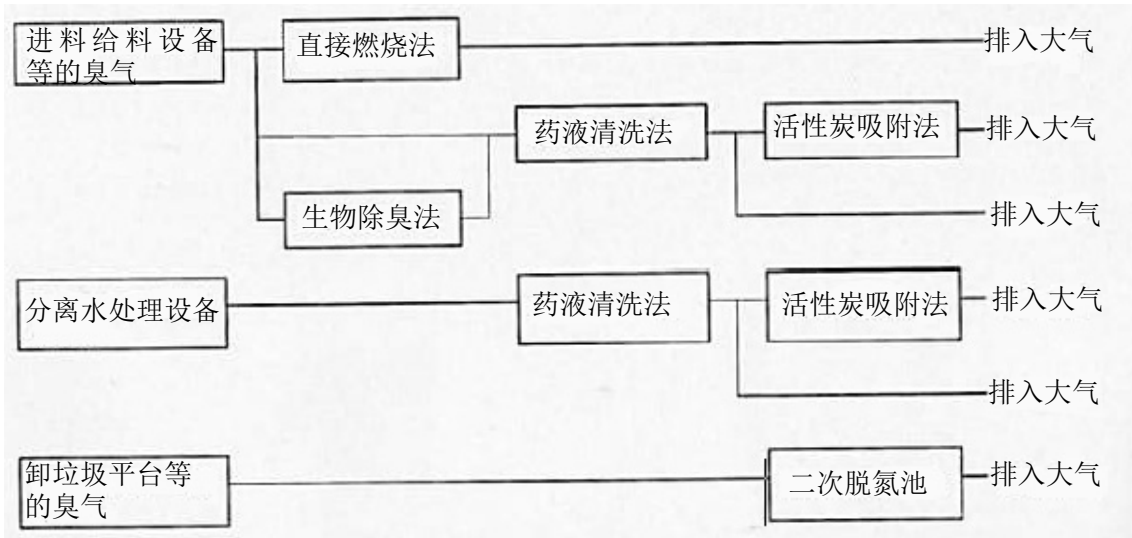 进料给料设备
等的臭气
直接燃烧法
排入大气
药液清洗法
活性炭吸附法
排入大气
生物除臭法
排入大气
分离水处理设备
药液清洗法
活性炭吸附法
排入大气
排入大气
卸垃圾平台等
的臭气
二次脱氮池
排入大气